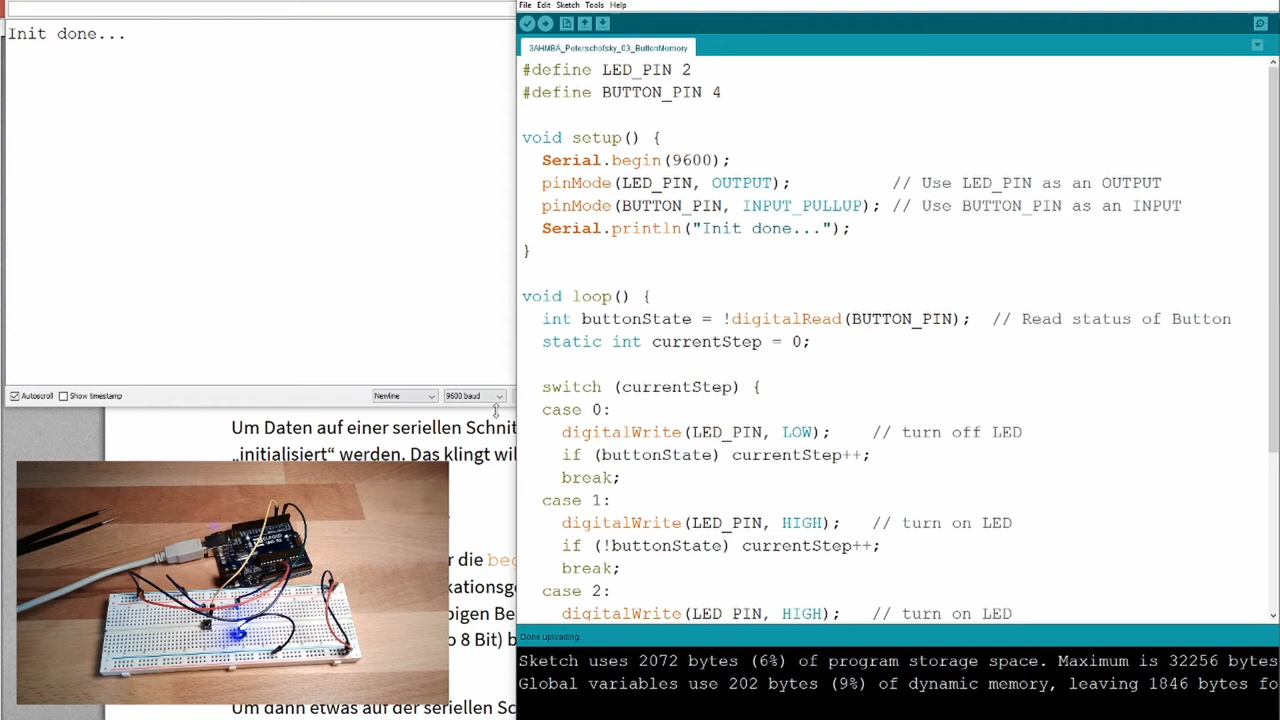 Init done...
Autoscroll Show timestamp Newline 9600 baud
Um Daten auf einer seriellen Schnit
„initialisiert“ werden. Das klingt wil
r die be
kationsge
bigen Be
o 8 Bit) b
Um dann etwas auf der seriellen Sc
File Edit Sketch Tools Help
3AHMBA_Peterschofsky_03_ButtonMemory
#define LED_PIN 2
#define BUTTON_PIN 4
void setup() {
Serial.begin(9600);
pinMode(LED_PIN, OUTPUT); // Use LED_PIN as an OUTPUT
pinMode(BUTTON_PIN, INPUT_PULLUP); // Use BUTTON_PIN as an INPUT
Serial.println("Init done...");
}
void loop() {
int buttonState = !digitalRead(BUTTON_PIN); // Read status of Button
static int currentStep = 0;
switch (currentStep) {
case 0:
digitalWrite(LED_PIN, LOW); // turn off LED
if (buttonState) currentStep++;
break;
case 1:
digitalWrite(LED_PIN, HIGH); // turn on LED
if (!buttonState) currentStep++;
break;
case 2:
digitalWrite(LED_PIN, HIGH); // turn on LED
Done uploading.
Sketch uses 2072 bytes (6%) of program storage space. Maximum is 32256 bytes
Global variables use 202 bytes (9%) of dynamic memory, leaving 1846 bytes fo